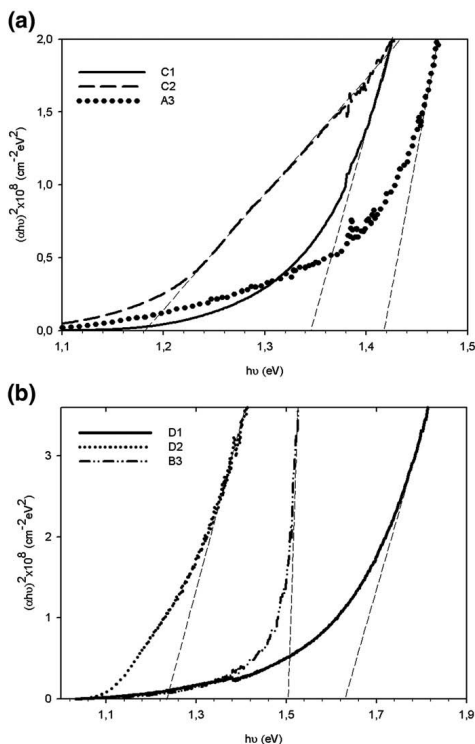 (a)
2,0
1,5
1,0
0,5
0,0
(αhυ)²x10⁸ (cm⁻²eV²)
C1
C2
A3
1,1
1,2
1,3
1,4
1,5
hυ (eV)
(b)
3
2
1
0
(αhυ)²x10⁸ (cm⁻²eV²)
D1
D2
B3
1,1
1,3
1,5
1,7
1,9
hυ (eV)